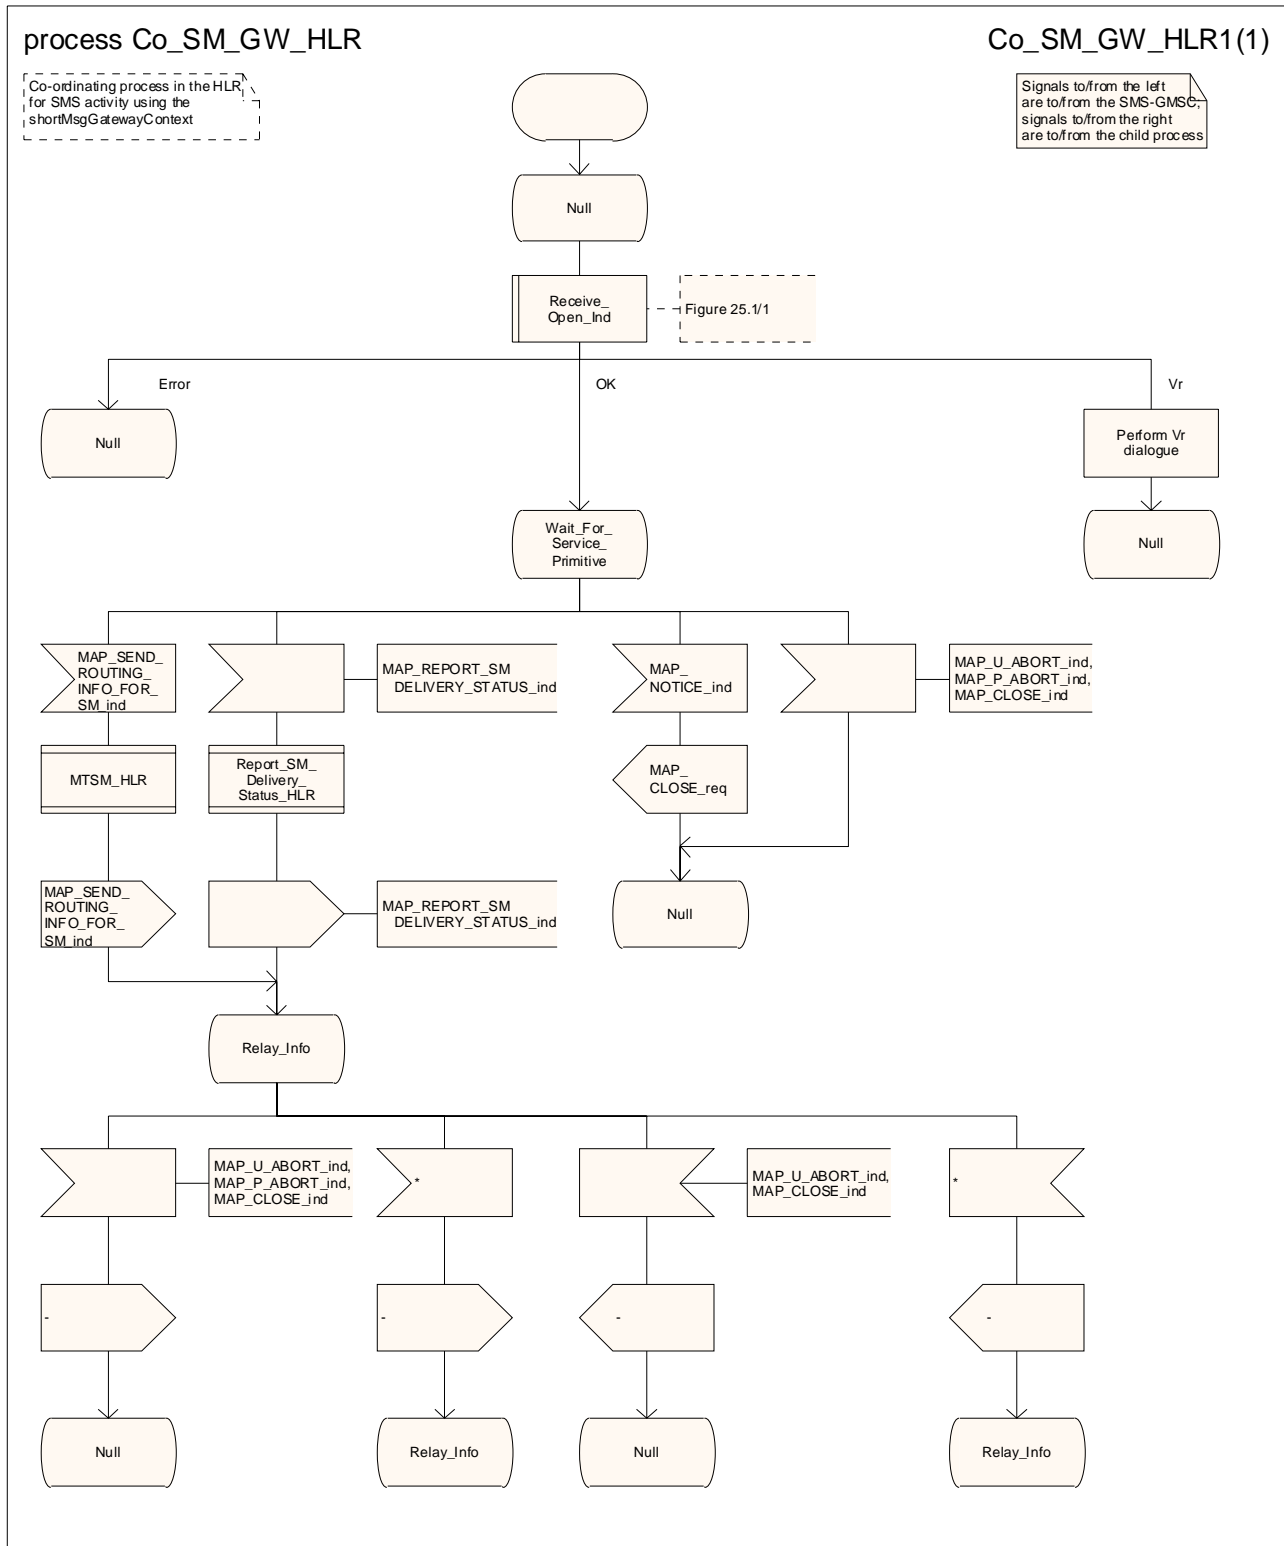 process Co_SM_GW_HLR
Co_SM_GW_HLR1(1)
Co-ordinating process in the HLR
for SMS activity using the
shortMsgGatewayContext
Signals to/from the left
are to/from the SMS-GMSC;
signals to/from the right
are to/from the child process
Null
Receive_
Open_Ind
Figure 25.1/1
Error
OK
Vr
Null
Perform Vr
dialogue
Wait_For_
Service_
Primitive
Null
MAP_SEND_
ROUTING_
INFO_FOR_
SM_ind
MAP_REPORT_SM
DELIVERY_STATUS_ind
MAP_
NOTICE_ind
MAP_U_ABORT_ind,
MAP_P_ABORT_ind,
MAP_CLOSE_ind
MTSM_HLR
Report_SM_
Delivery_
Status_HLR
MAP_
CLOSE_req
MAP_SEND_
ROUTING_
INFO_FOR_
SM_ind
MAP_REPORT_SM
DELIVERY_STATUS_ind
Null
Relay_Info
MAP_U_ABORT_ind,
MAP_P_ABORT_ind,
MAP_CLOSE_ind
*
MAP_U_ABORT_ind,
MAP_CLOSE_ind
*
-
-
-
-
Null
Relay_Info
Null
Relay_Info